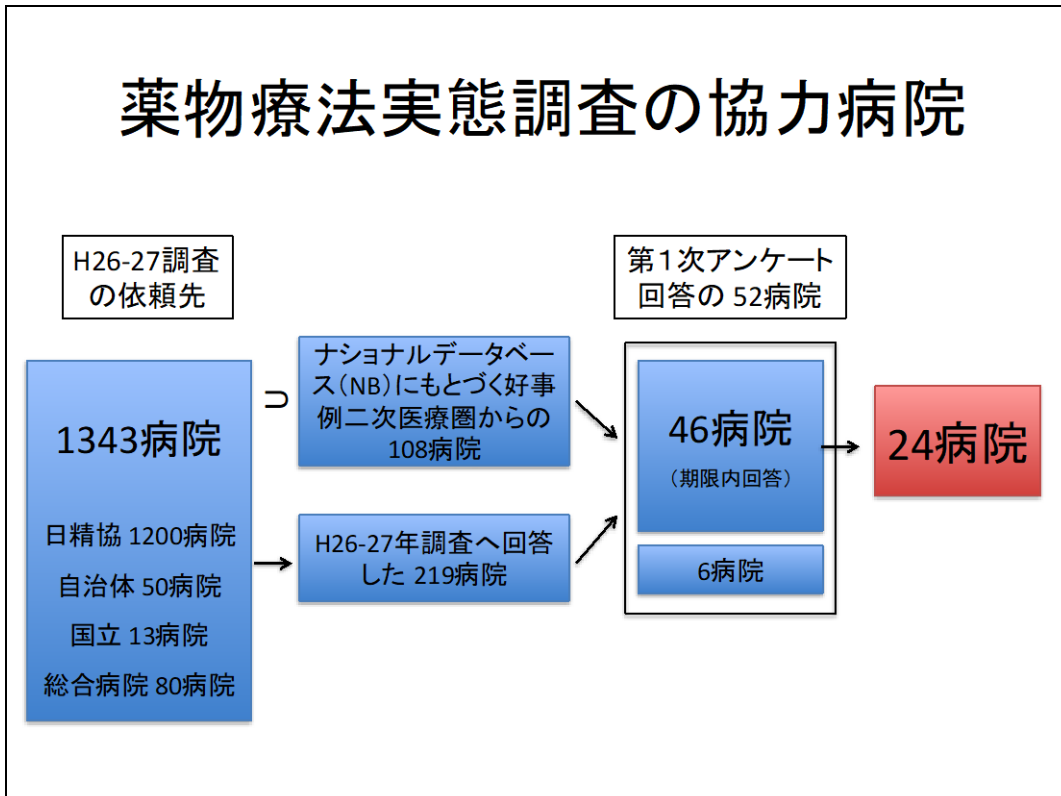 薬物療法実態調査の協力病院
H26-27調査
の依頼先
1343病院
日精協 1200病院
自治体 50病院
国立 13病院
総合病院 80病院
⊃
ナショナルデータベー
ス(NB)にもとづく好事
例二次医療圏からの
108病院
H26-27年調査へ回答
した 219病院
第1次アンケート
回答の 52病院
46病院
(期限内回答)
6病院
24病院